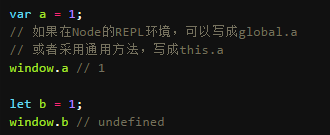 var a = 1;
// 如果在Node的REPL环境，可以写成global.a
// 或者采用通用方法，写成this.a
window.a // 1
let b = 1;
window.b // undefined